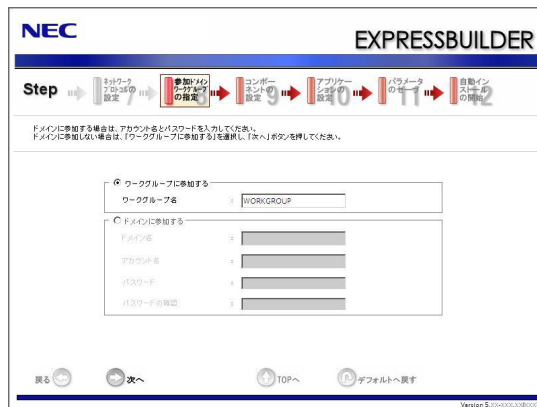 NEC
EXPRESSBUILDER
Step
ネットワーク
プロトコルの
設定 7
参加ドメイン
ワークグループ
の指定 8
コンポー
ネントの
設定 9
アプリケー
ションの
設定 10
パラメータ
のセーブ 11
自動イン
ストール
の開始 12
ドメインに参加する場合は、アカウント名とパスワードを入力してください。
ドメインに参加しない場合は、「ワークグループに参加する」を選択し、「次へ」ボタンを押してください。
ワークグループに参加する
ワークグループ名 : WORKGROUP
ドメインに参加する
ドメイン名 :
アカウント名 :
パスワード :
パスワードの確認 :
戻る
次へ
TOPへ
デフォルトへ戻す